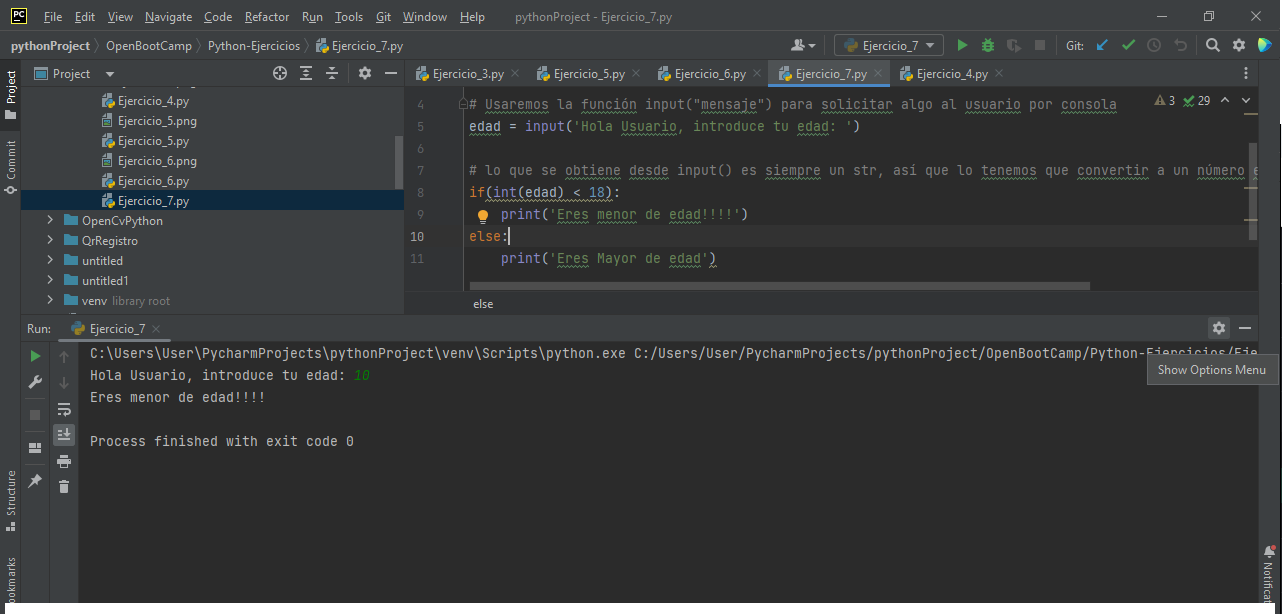 PC File Edit View Navigate Code Refactor Run Tools Git Window Help pythonProject - Ejercicio_7.py
pythonProject OpenBootCamp Python-Ejercicios Ejercicio_7.py Ejercicio_7 Git:
Project
Commit
Structure
Notificat
Project
Ejercicio_4.py
Ejercicio_5.png
Ejercicio_5.py
Ejercicio_6.png
Ejercicio_6.py
Ejercicio_7.py
OpenCvPython
QrRegistro
untitled
untitled1
venv library root
Ejercicio_3.py Ejercicio_5.py Ejercicio_6.py Ejercicio_7.py Ejercicio_4.py
3 29
4 # Usaremos la función input("mensaje") para solicitar algo al usuario por consola
5 edad = input('Hola Usuario, introduce tu edad: ')
6
7 # lo que se obtiene desde input() es siempre un str, así que lo tenemos que convertir a un número
8 if(int(edad) < 18):
9 print('Eres menor de edad!!!!')
10 else:
11 print('Eres Mayor de edad')
else
Run: Ejercicio_7
C:\Users\User\PycharmProjects\pythonProject\venv\Scripts\python.exe C:/Users/User/PycharmProjects/pythonProject/OpenBootCamp/Python-Ejercicios/Eje
Hola Usuario, introduce tu edad: 10
Eres menor de edad!!!!
Process finished with exit code 0
Show Options Menu